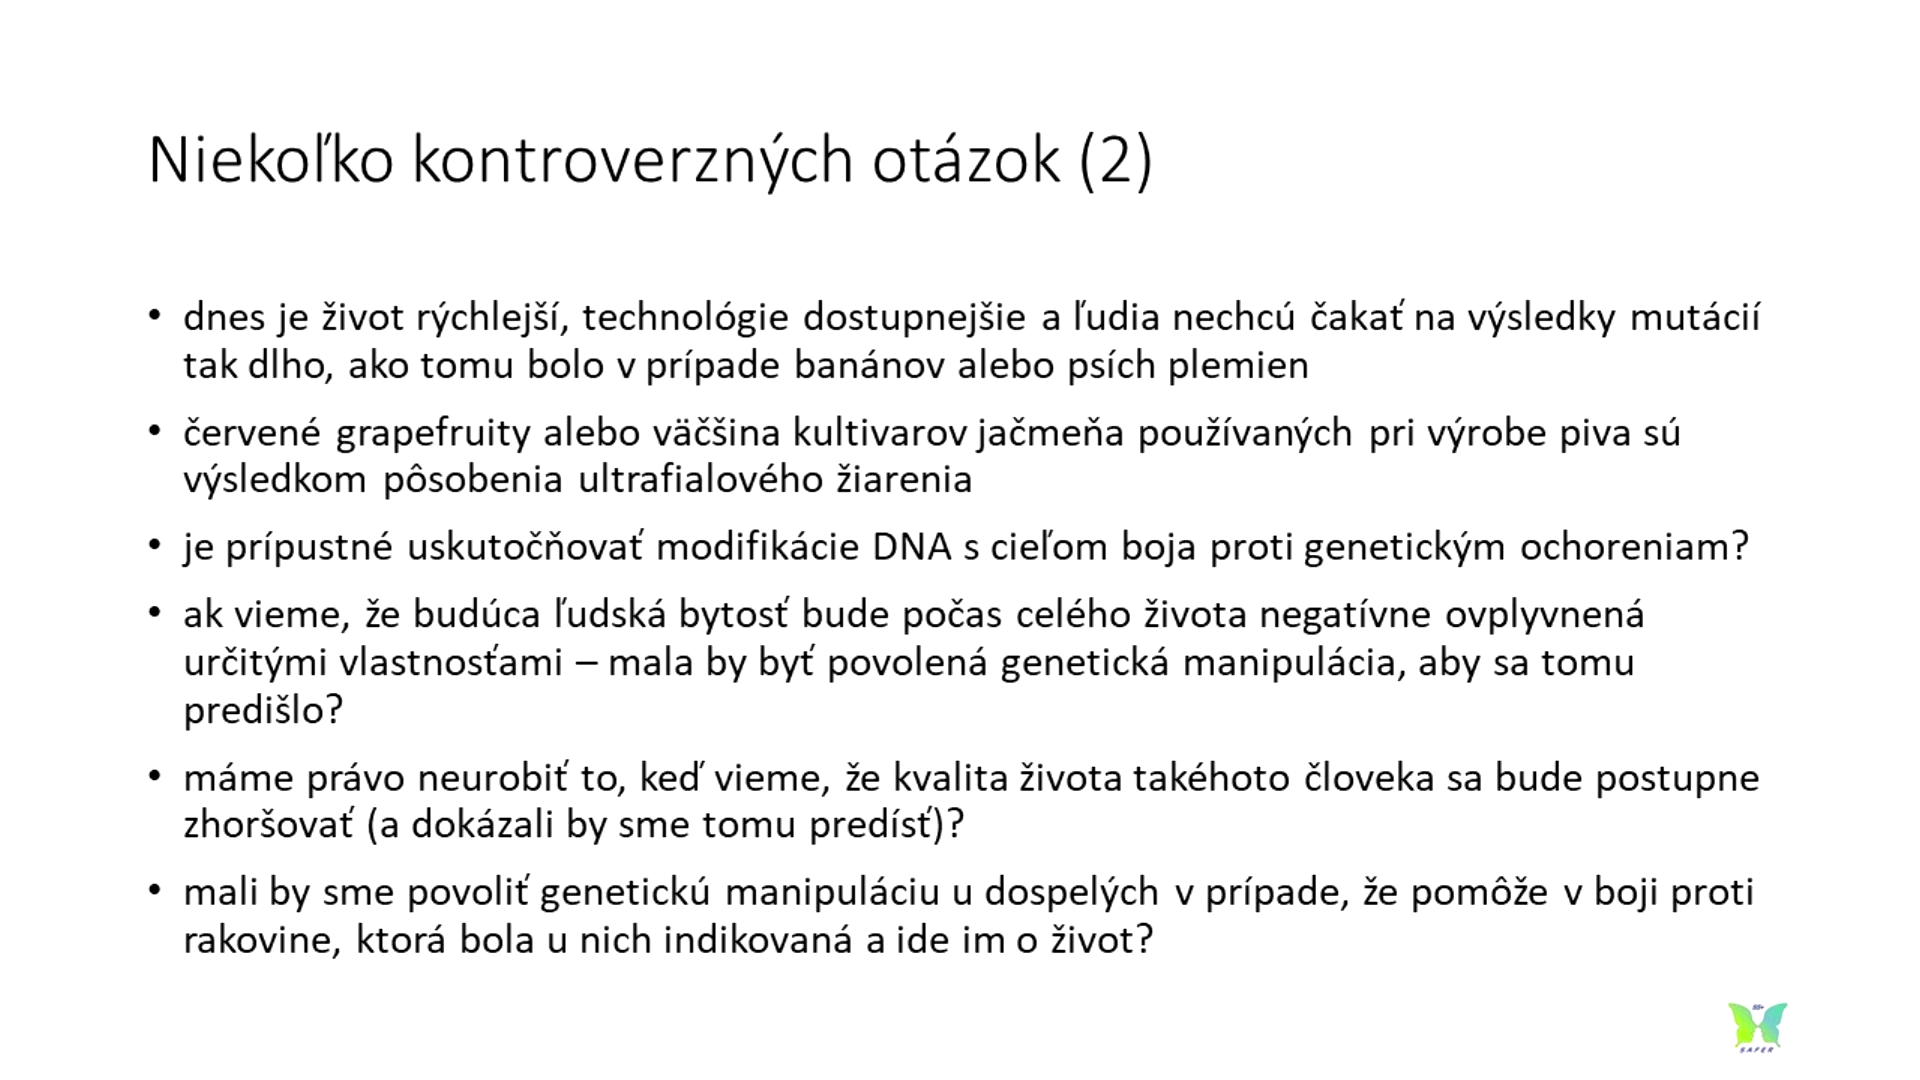 Niekoľko kontroverzných otázok (2)
• dnes je život rýchlejší, technológie dostupnejšie a ľudia nechcú čakať na výsledky mutácií
tak dlho, ako tomu bolo v prípade banánov alebo psích plemien
• červené grapefruity alebo väčšina kultivarov jačmeňa používaných pri výrobe piva sú
výsledkom pôsobenia ultrafialového žiarenia
• je prípustné uskutočňovať modifikácie DNA s cieľom boja proti genetickým ochoreniam?
• ak vieme, že budúca ľudská bytosť bude počas celého života negatívne ovplyvnená
určitými vlastnosťami – mala by byť povolená genetická manipulácia, aby sa tomu
predišlo?
• máme právo neurobiť to, keď vieme, že kvalita života takéhoto človeka sa bude postupne
zhoršovať (a dokázali by sme tomu predísť)?
• mali by sme povoliť genetickú manipuláciu u dospelých v prípade, že pomôže v boji proti
rakovine, ktorá bola u nich indikovaná a ide im o život?
55+
SAFER